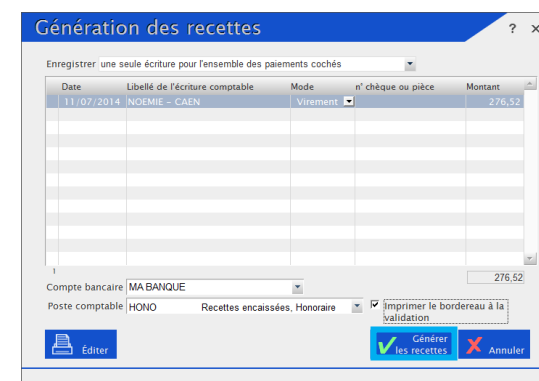 Génération des recettes
? x
Enregistrer une seule écriture pour l'ensemble des paiements cochés
Date Libellé de l'écriture comptable Mode n° chèque ou pièce Montant
11/07/2014 NOEMIE – CAEN Virement 276,52
1
276,52
Compte bancaire MA BANQUE
Poste comptable HONO Recettes encaissées, Honoraire
Imprimer le bordereau à la
validation
Éditer
Générer
les recettes
Annuler